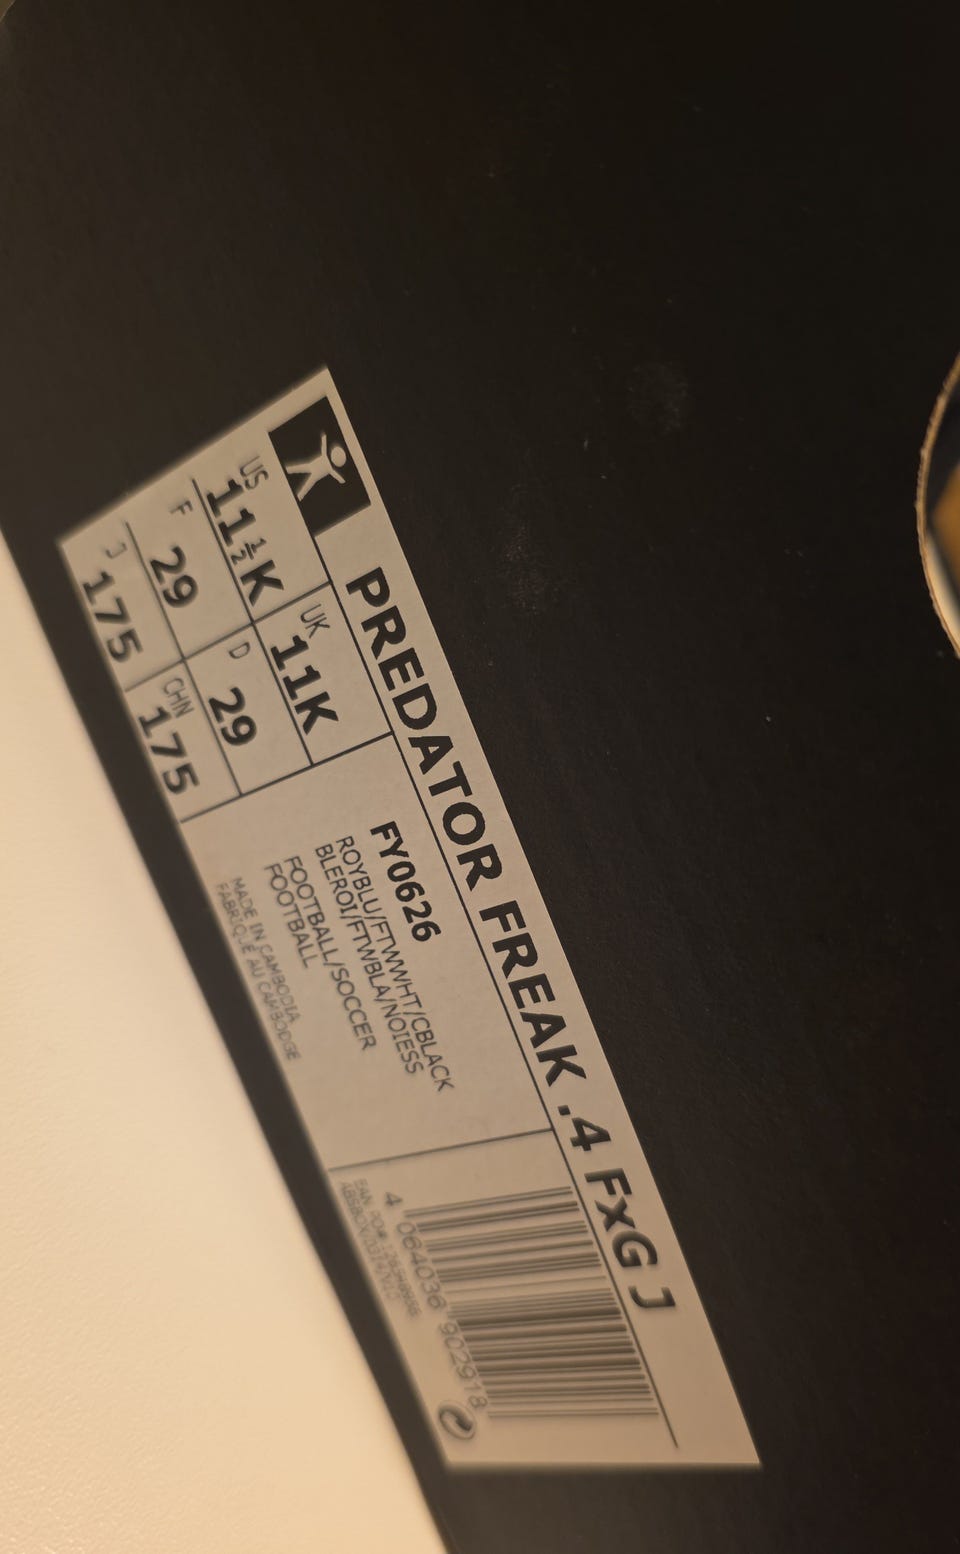 PREDATOR FREAK .4 FxG J
US 11½K UK 11K
F 29 D 29
J 175 CHN 175
FY0626
ROYBLU/FTWWHT/CBLACK
BLEROI/FTWBLA/NOIESS
FOOTBALL/SOCCER
FOOTBALL
MADE IN CAMBODIA
FABRIQUÉ AU CAMBODGE
4 064036 902918